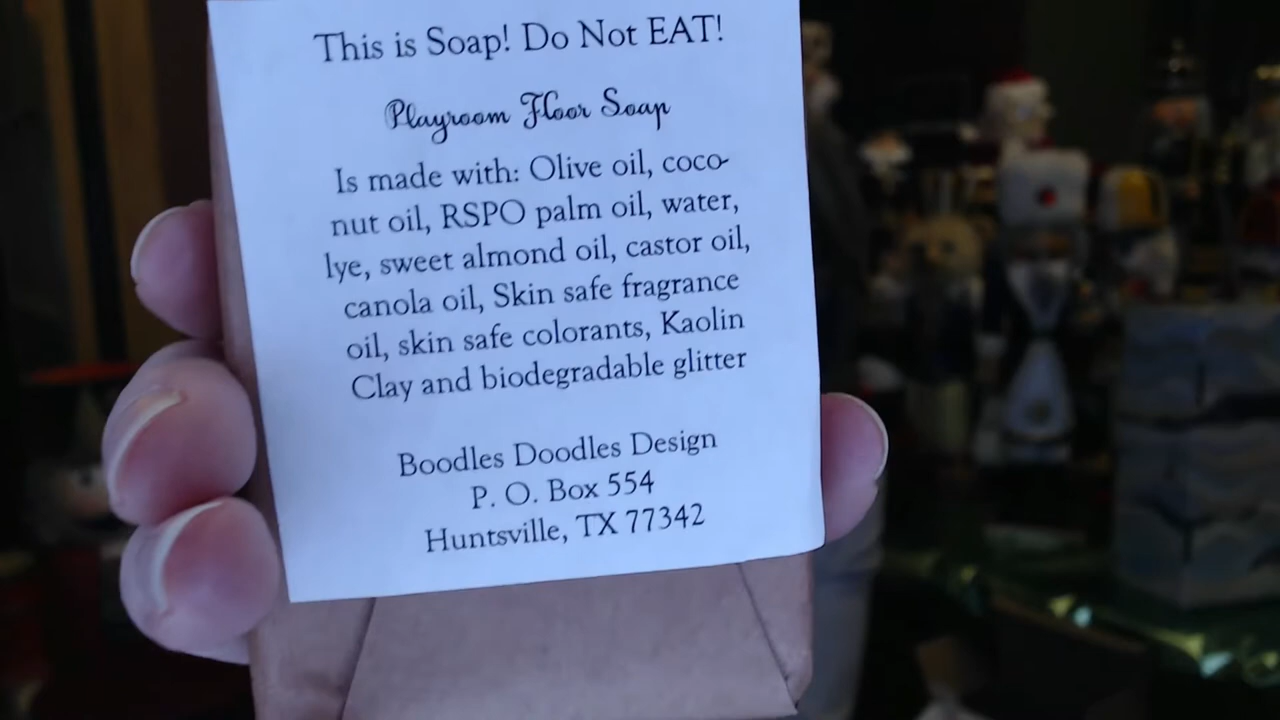 This is Soap! Do Not EAT!
Playroom Floor Soap
Is made with: Olive oil, coco-
nut oil, RSPO palm oil, water,
lye, sweet almond oil, castor oil,
canola oil, Skin safe fragrance
oil, skin safe colorants, Kaolin
Clay and biodegradable glitter
Boodles Doodles Design
P. O. Box 554
Huntsville, TX 77342